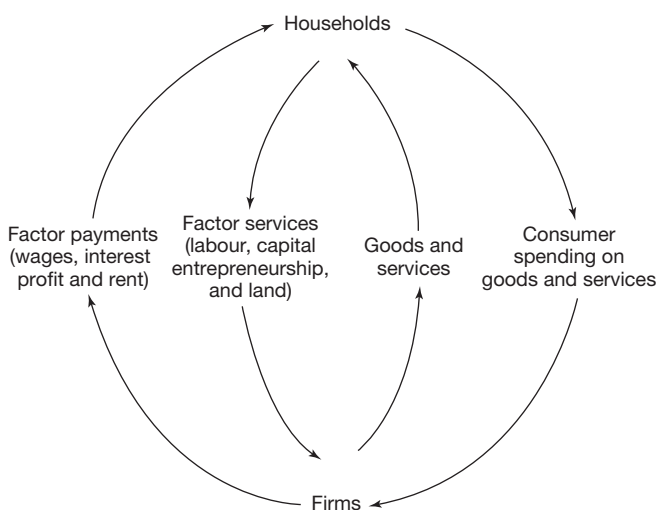 Households
Factor payments
(wages, interest
profit and rent)
Factor services
(labour, capital
entrepreneurship,
and land)
Goods and
services
Consumer
spending on
goods and services
Firms